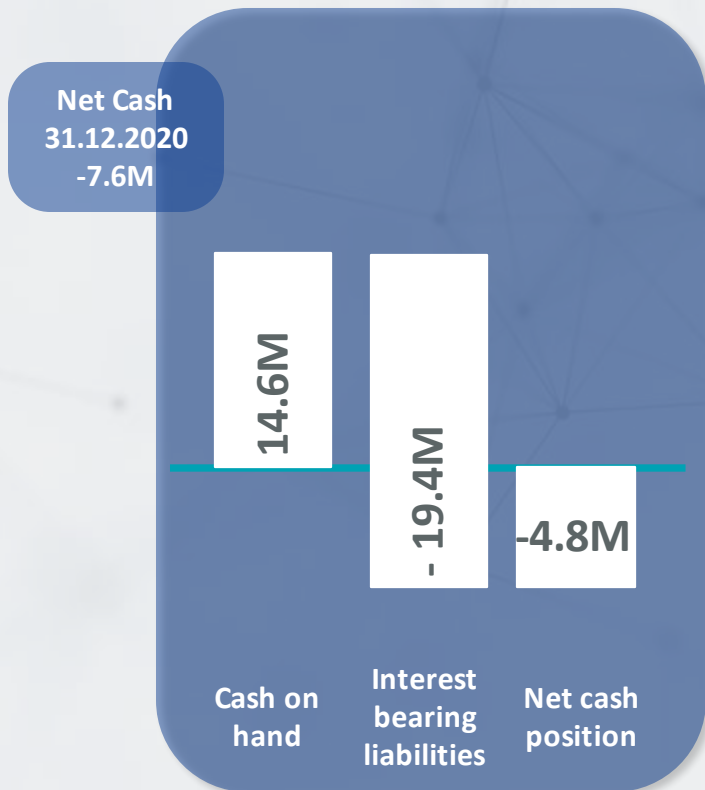 Net Cash
31.12.2020
-7.6M
14.6M
- 19.4M
-4.8M
Cash on
hand
Interest
bearing
liabilities
Net cash
position